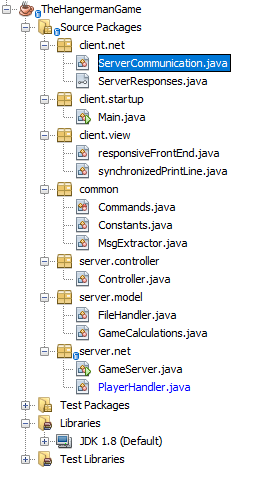 TheHangermanGame
Source Packages
client.net
ServerCommunication.java
ServerResponses.java
client.startup
Main.java
client.view
responsiveFrontEnd.java
synchronizedPrintLine.java
common
Commands.java
Constants.java
MsgExtractor.java
server.controller
Controller.java
server.model
FileHandler.java
GameCalculations.java
server.net
GameServer.java
PlayerHandler.java
Test Packages
Libraries
JDK 1.8 (Default)
Test Libraries